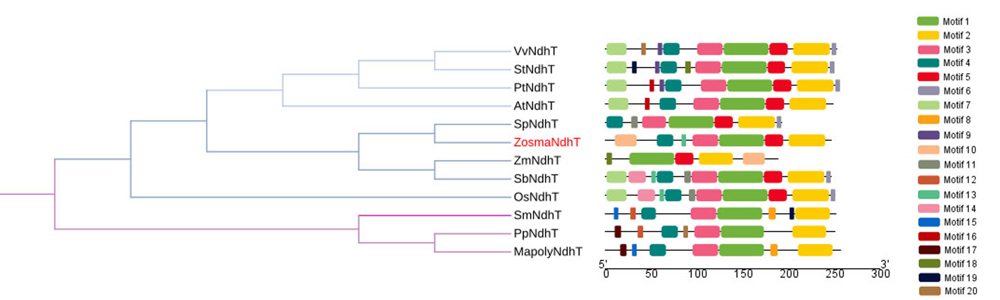 VvNdhT
StNdhT
PtNdhT
AtNdhT
SpNdhT
ZosmaNdhT
ZmNdhT
SbNdhT
OsNdhT
SmNdhT
PpNdhT
MapolyNdhT
5' 3'
0 50 100 150 200 250 300
Motif 1
Motif 2
Motif 3
Motif 4
Motif 5
Motif 6
Motif 7
Motif 8
Motif 9
Motif 10
Motif 11
Motif 12
Motif 13
Motif 14
Motif 15
Motif 16
Motif 17
Motif 18
Motif 19
Motif 20